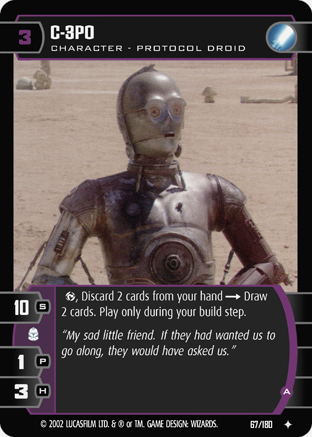 3 C-3PO
CHARACTER - PROTOCOL DROID
10 S
, Discard 2 cards from your hand → Draw
2 cards. Play only during your build step.
"My sad little friend. If they had wanted us to
go along, they would have asked us."
1 P
3 H
A
© 2002 LUCASFILM LTD. & ® or TM. GAME DESIGN: WIZARDS. 67/180